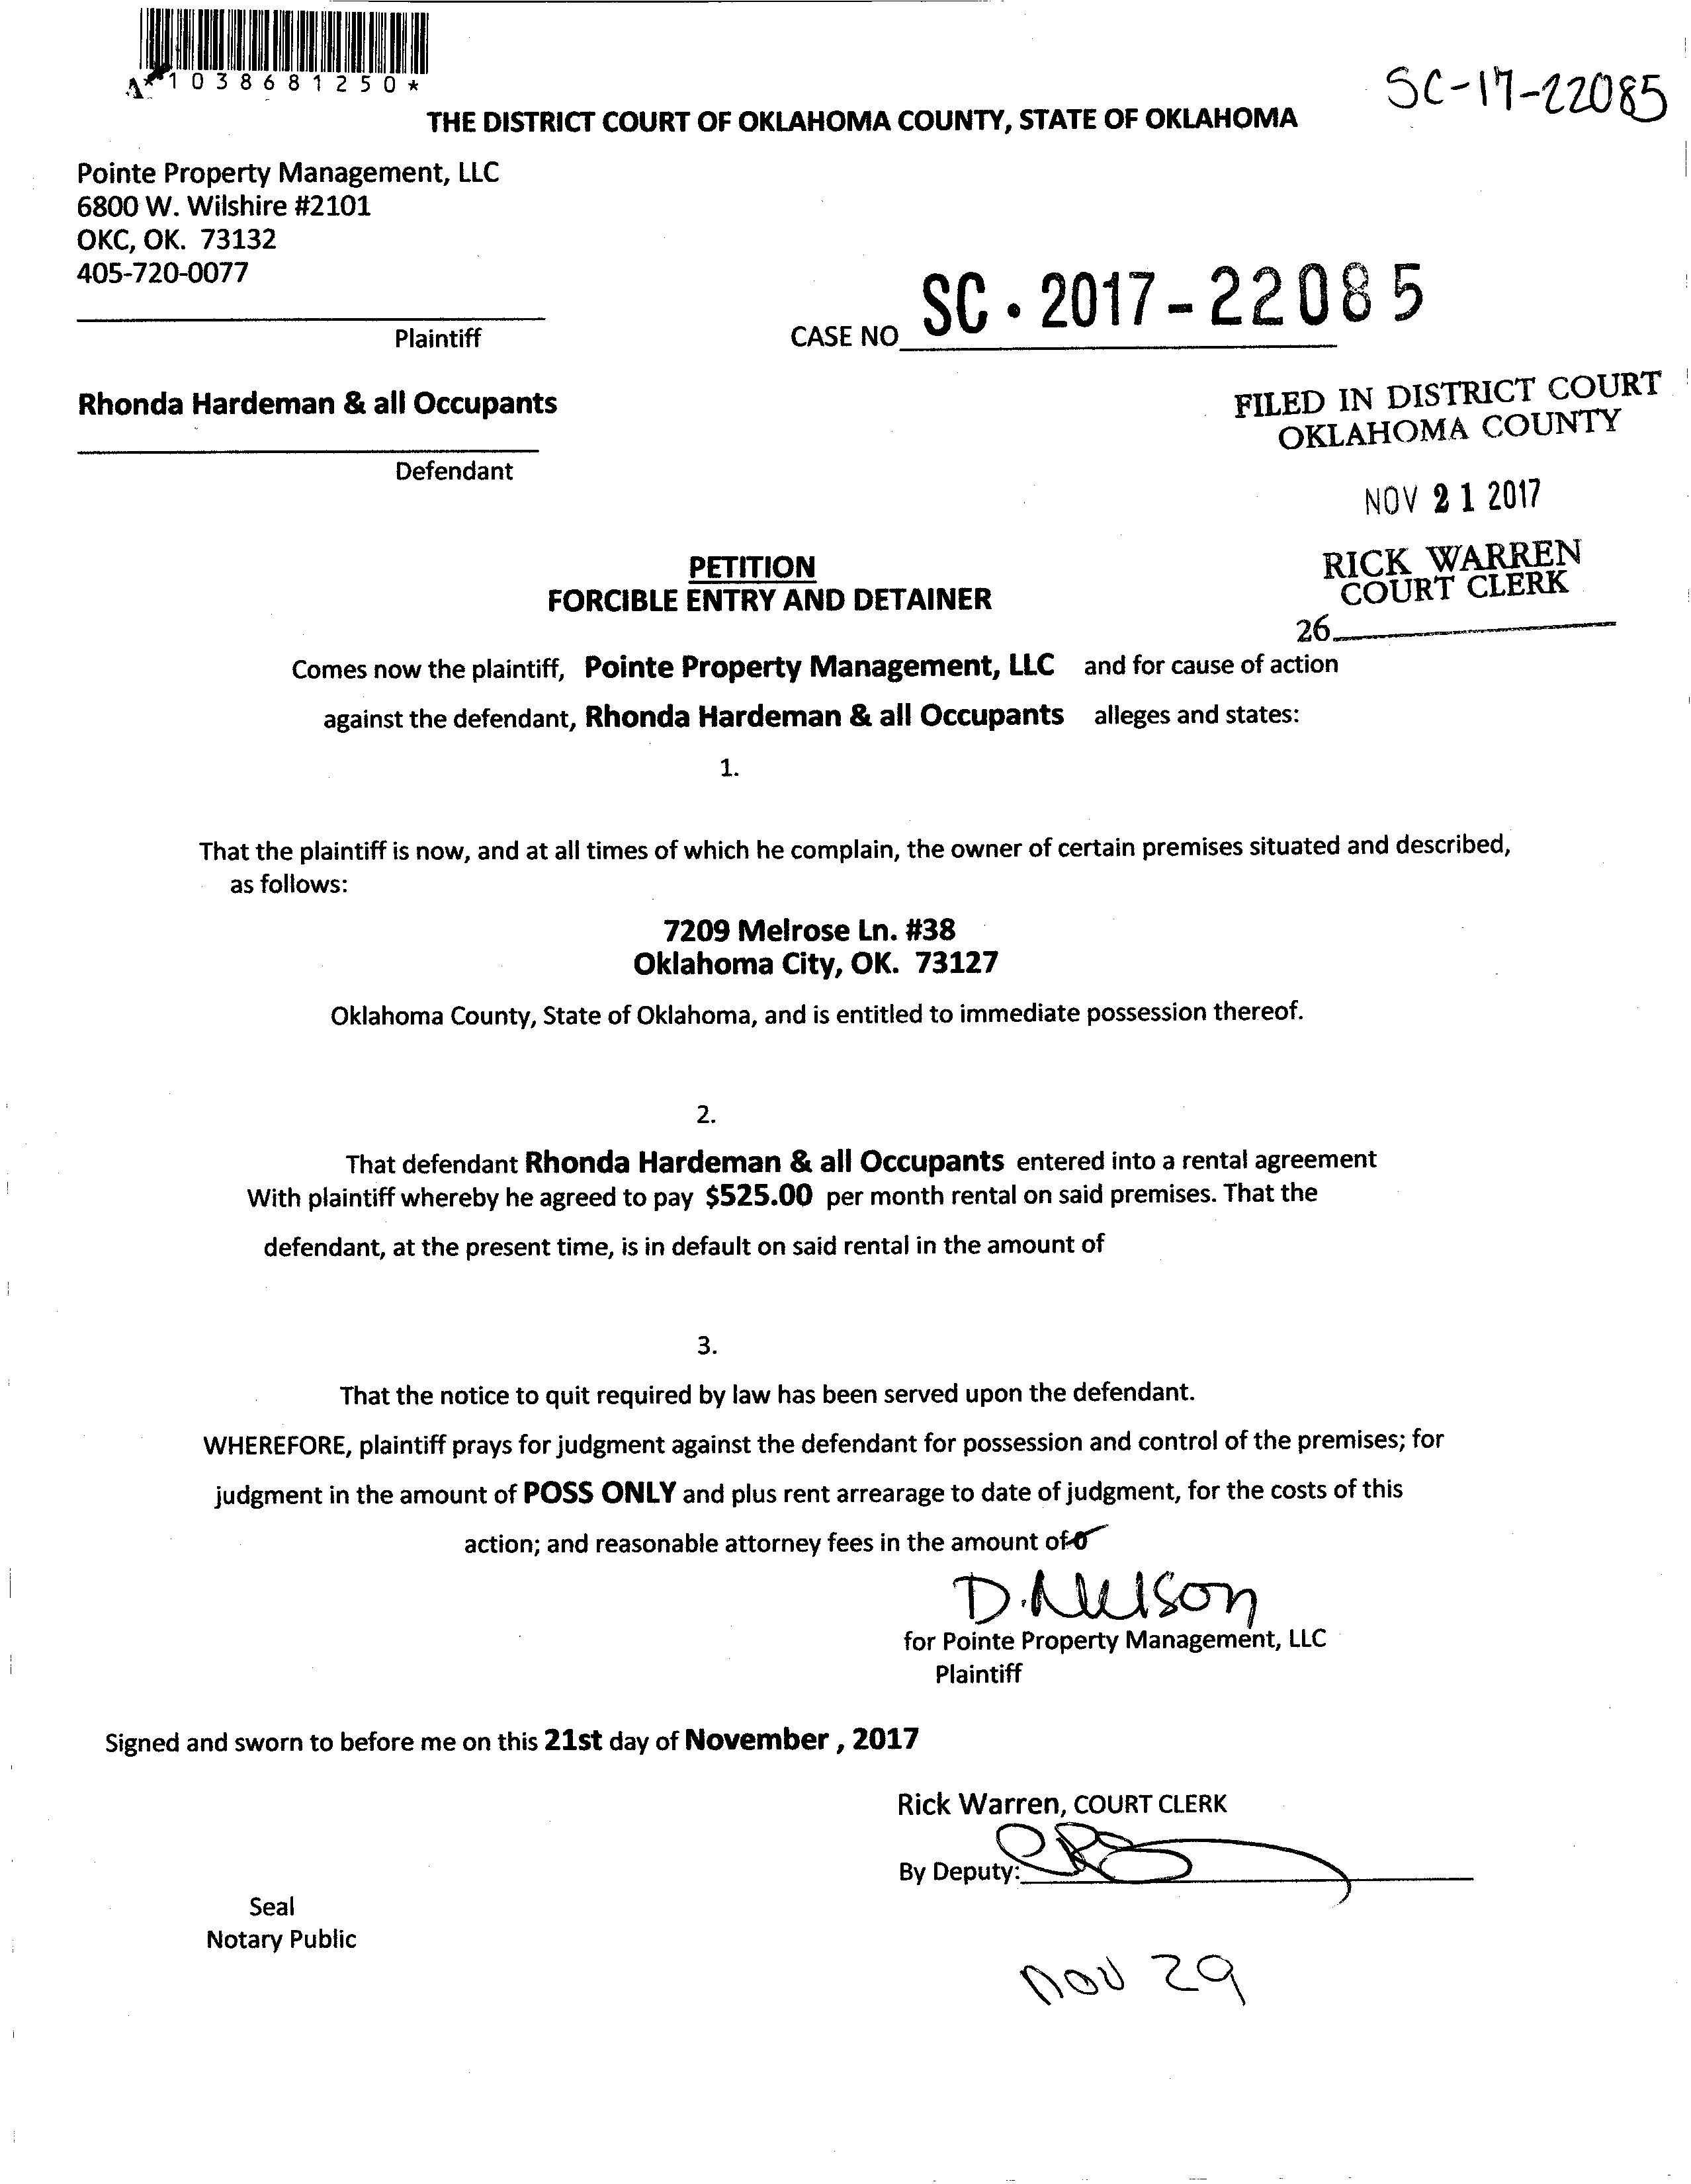 A*1038681250*
SC-17-22085
THE DISTRICT COURT OF OKLAHOMA COUNTY, STATE OF OKLAHOMA
Pointe Property Management, LLC
6800 W. Wilshire #2101
OKC, OK. 73132
405-720-0077
Plaintiff
CASE NO SC • 2017-22085
Rhonda Hardeman & all Occupants
Defendant
FILED IN DISTRICT COURT
OKLAHOMA COUNTY
NOV 21 2017
RICK WARREN
COURT CLERK
26
PETITION
FORCIBLE ENTRY AND DETAINER
Comes now the plaintiff, Pointe Property Management, LLC and for cause of action
against the defendant, Rhonda Hardeman & all Occupants alleges and states:
1.
That the plaintiff is now, and at all times of which he complain, the owner of certain premises situated and described,
as follows:
7209 Melrose Ln. #38
Oklahoma City, OK. 73127
Oklahoma County, State of Oklahoma, and is entitled to immediate possession thereof.
2.
That defendant Rhonda Hardeman & all Occupants entered into a rental agreement
With plaintiff whereby he agreed to pay $525.00 per month rental on said premises. That the
defendant, at the present time, is in default on said rental in the amount of
3.
That the notice to quit required by law has been served upon the defendant.
WHEREFORE, plaintiff prays for judgment against the defendant for possession and control of the premises; for
judgment in the amount of POSS ONLY and plus rent arrearage to date of judgment, for the costs of this
action; and reasonable attorney fees in the amount of
D. Nelson
for Pointe Property Management, LLC
Plaintiff
Signed and sworn to before me on this 21st day of November , 2017
Rick Warren, COURT CLERK
By Deputy:
Seal
Notary Public
Nov 29